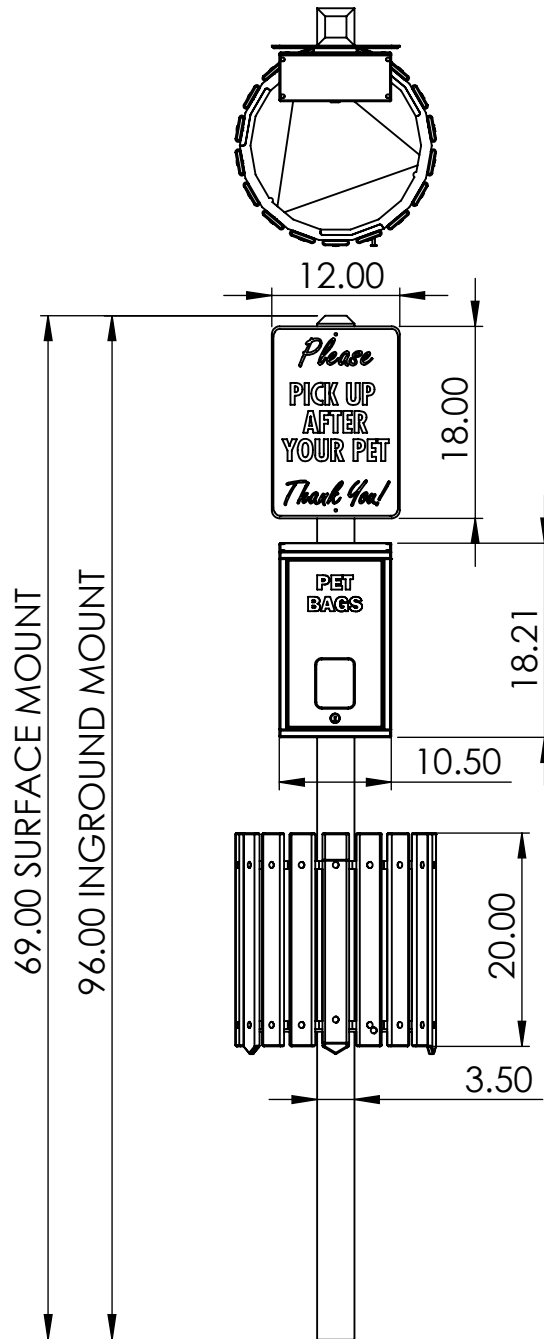 12.00
Please
PICK UP
AFTER
YOUR PET
Thank You!
18.00
PET
BAGS
18.21
10.50
69.00 SURFACE MOUNT
96.00 INGROUND MOUNT
20.00
3.50